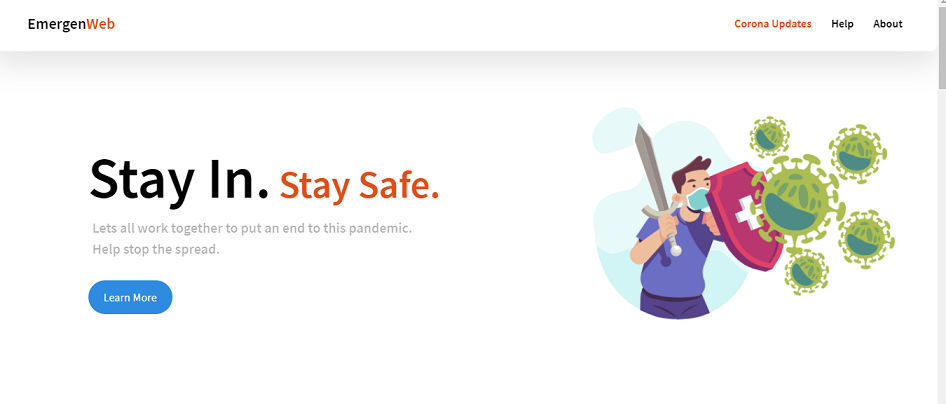 EmergenWeb
Corona Updates Help About
Stay In. Stay Safe.
Lets all work together to put an end to this pandemic.
Help stop the spread.
Learn More